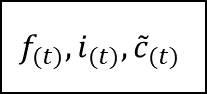 f(t), i(t), c̃(t)